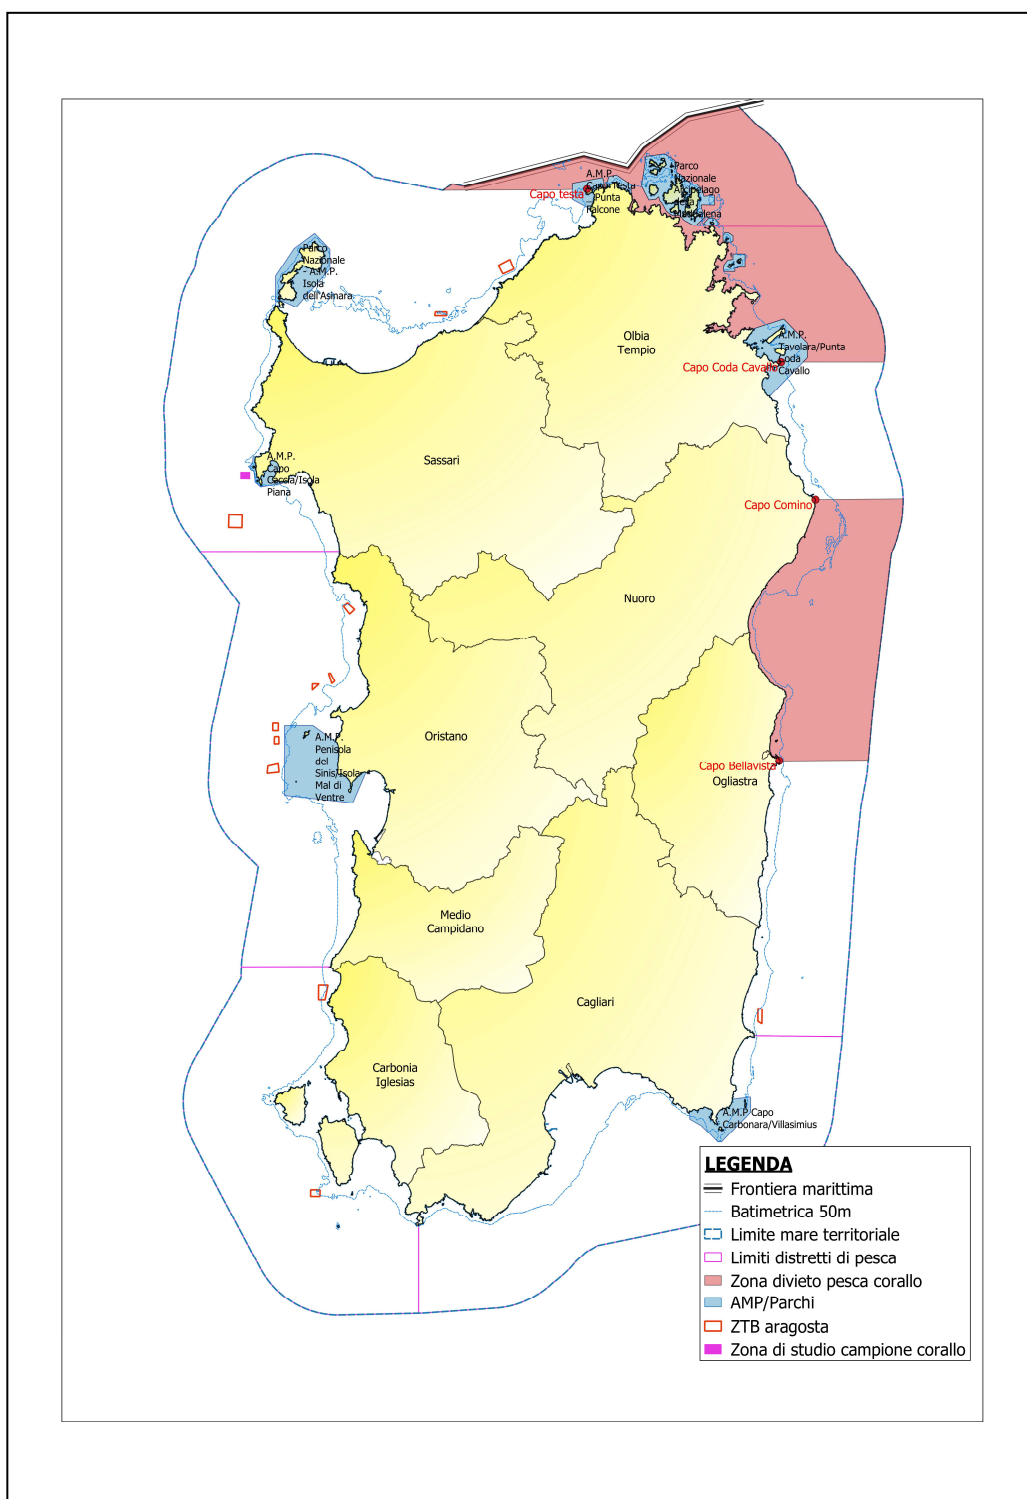 Parco
Nazionale
Arcipelago
della
Maddalena
A.M.P.
Capo Testa
- Punta
Falcone
Capo testa
Parco
Nazionale
- A.M.P.
Isola
dell'Asinara
Olbia
Tempio
A.M.P.
Tavolara/Punta
Coda
Cavallo
Capo Coda Cavallo
Sassari
A.M.P.
Capo
Caccia/Isola
Piana
Capo Comino
Nuoro
Oristano
A.M.P.
Penisola
del
Sinis/Isola
Mal di
Ventre
Capo Bellavista
Ogliastra
Medio
Campidano
Cagliari
Carbonia
Iglesias
A.M.P Capo
Carbonara/Villasimius
LEGENDA
Frontiera marittima
Batimetrica 50m
Limite mare territoriale
Limiti distretti di pesca
Zona divieto pesca corallo
AMP/Parchi
ZTB aragosta
Zona di studio campione corallo